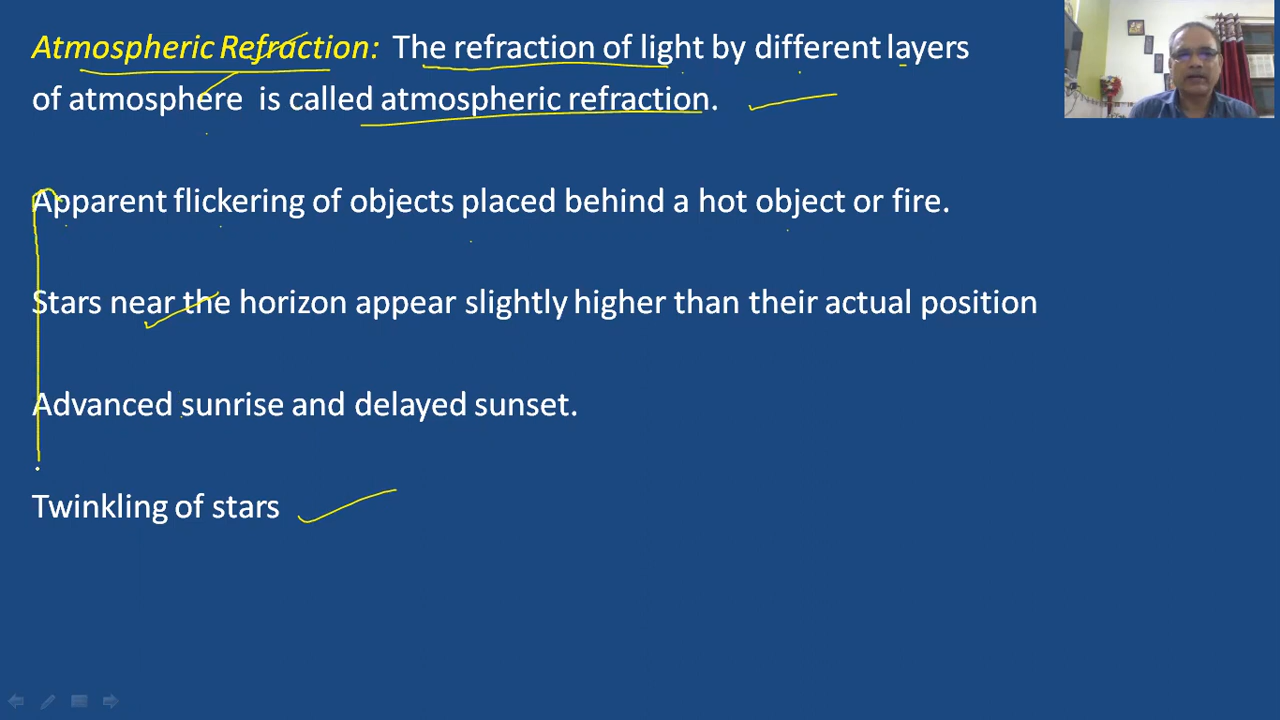 Atmospheric Refraction: The refraction of light by different layers
of atmosphere is called atmospheric refraction.
Apparent flickering of objects placed behind a hot object or fire.
Stars near the horizon appear slightly higher than their actual position
Advanced sunrise and delayed sunset.
Twinkling of stars